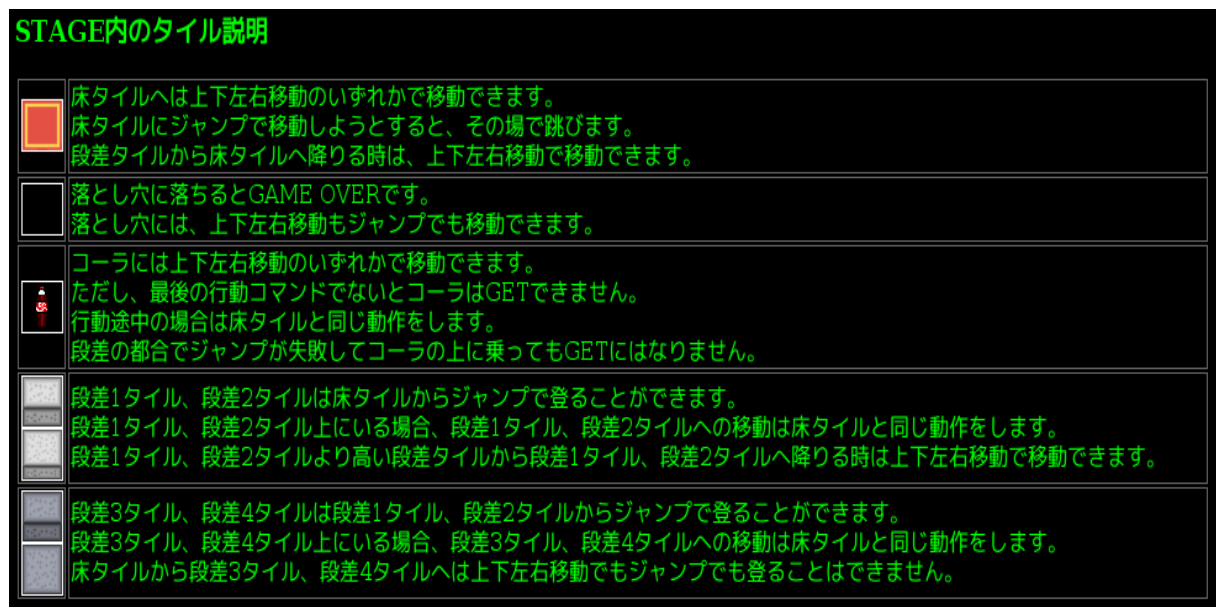 STAGE内のタイル説明
床タイルへは上下左右移動のいずれかで移動できます。
床タイルにジャンプで移動しようとすると、その場で跳びます。
段差タイルから床タイルへ降りる時は、上下左右移動で移動できます。
落とし穴に落ちるとGAME OVERです。
落とし穴には、上下左右移動もジャンプでも移動できます。
コーラには上下左右移動のいずれかで移動できます。
ただし、最後の行動コマンドでないとコーラはGETできません。
行動途中の場合は床タイルと同じ動作をします。
段差の都合でジャンプが失敗してコーラの上に乗ってもGETにはなりません。
段差1タイル、段差2タイルは床タイルからジャンプで登ることができます。
段差1タイル、段差2タイル上にいる場合、段差1タイル、段差2タイルへの移動は床タイルと同じ動作をします。
段差1タイル、段差2タイルより高い段差タイルから段差1タイル、段差2タイルへ降りる時は上下左右移動で移動できます。
段差3タイル、段差4タイルは段差1タイル、段差2タイルからジャンプで登ることができます。
段差3タイル、段差4タイル上にいる場合、段差3タイル、段差4タイルへの移動は床タイルと同じ動作をします。
床タイルから段差3タイル、段差4タイルへは上下左右移動でもジャンプでも登ることはできません。